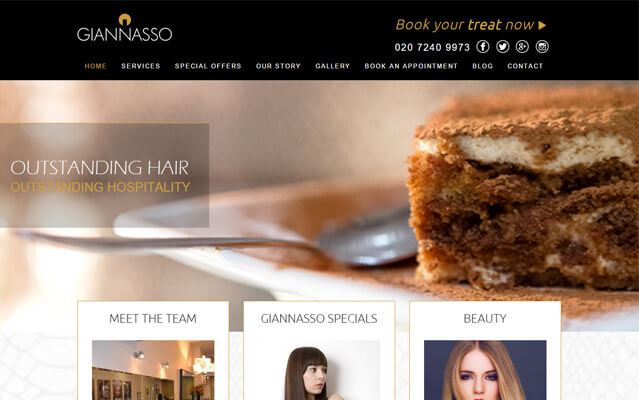 GIANNASSO
Book your treat now
020 7240 9973
HOME SERVICES SPECIAL OFFERS OUR STORY GALLERY BOOK AN APPOINTMENT BLOG CONTACT
OUTSTANDING HAIR
OUTSTANDING HOSPITALITY
MEET THE TEAM
GIANNASSO SPECIALS
BEAUTY